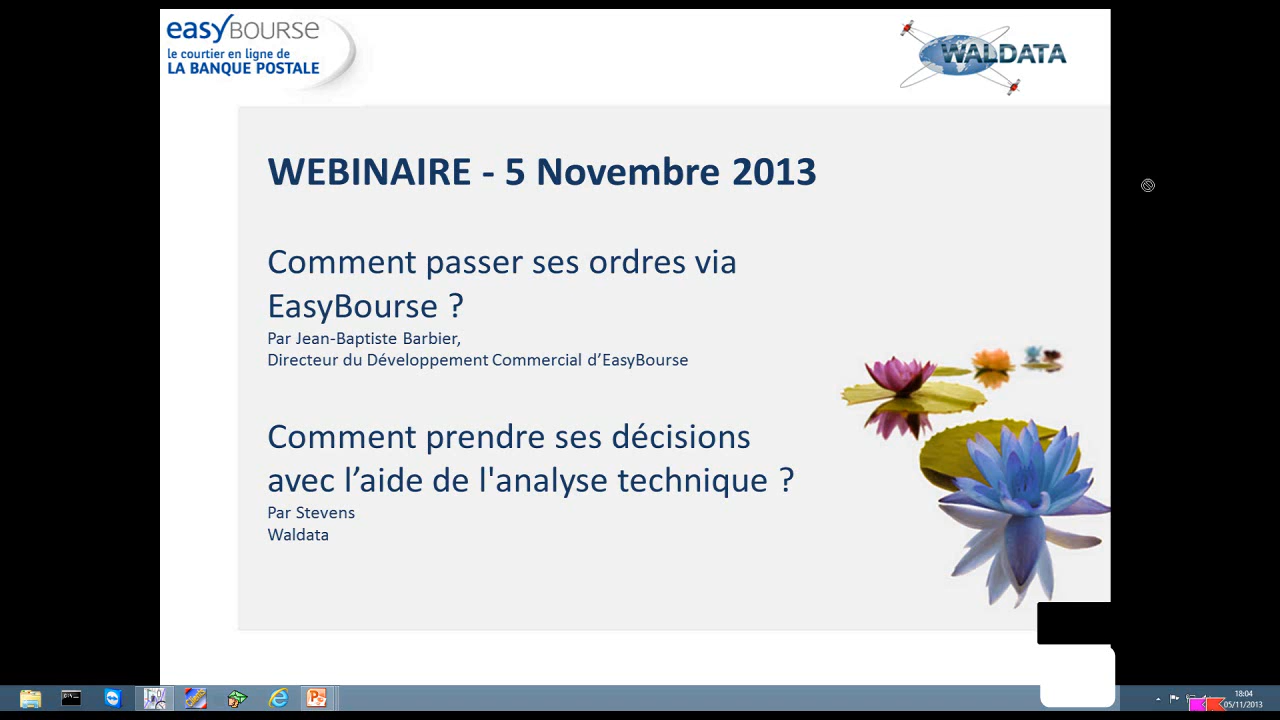 easyBOURSE
le courtier en ligne de
LA BANQUE POSTALE
WALDATA
WEBINAIRE - 5 Novembre 2013
Comment passer ses ordres via
EasyBourse ?
Par Jean-Baptiste Barbier,
Directeur du Développement Commercial d’EasyBourse
Comment prendre ses décisions
avec l’aide de l'analyse technique ?
Par Stevens
Waldata
18:04
05/11/2013